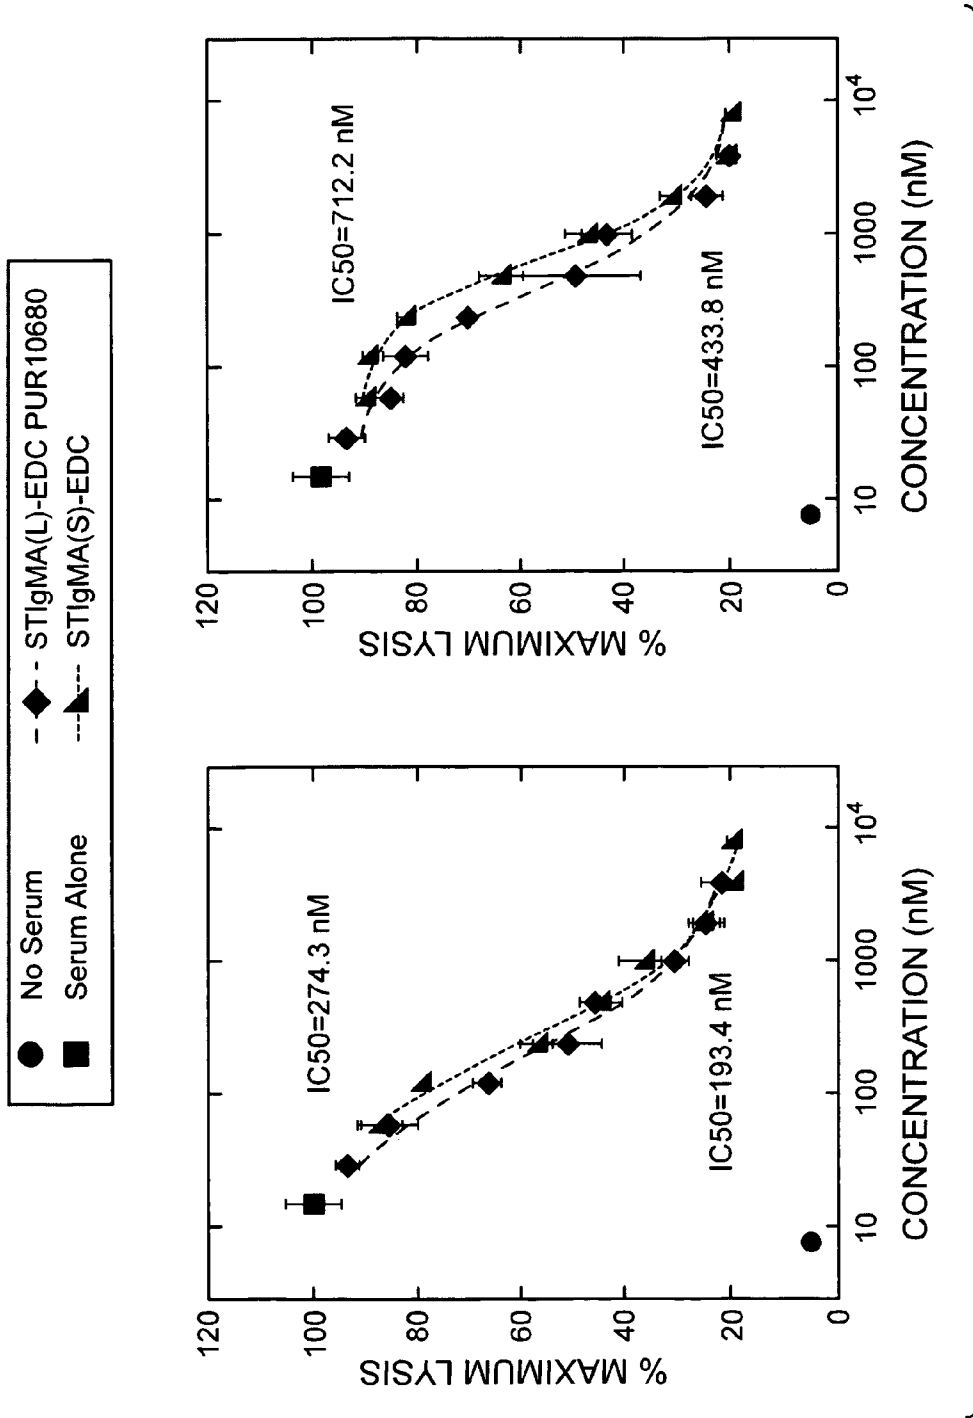 No Serum
STIgMA(L)-EDC PUR10680
Serum Alone
STIgMA(S)-EDC
120
100
80
60
40
20
0
% MAXIMUM LYSIS
IC50=274.3 nM
IC50=193.4 nM
10
100
1000
10^4
CONCENTRATION (nM)
120
100
80
60
40
20
0
% MAXIMUM LYSIS
IC50=712.2 nM
IC50=433.8 nM
10
100
1000
10^4
CONCENTRATION (nM)